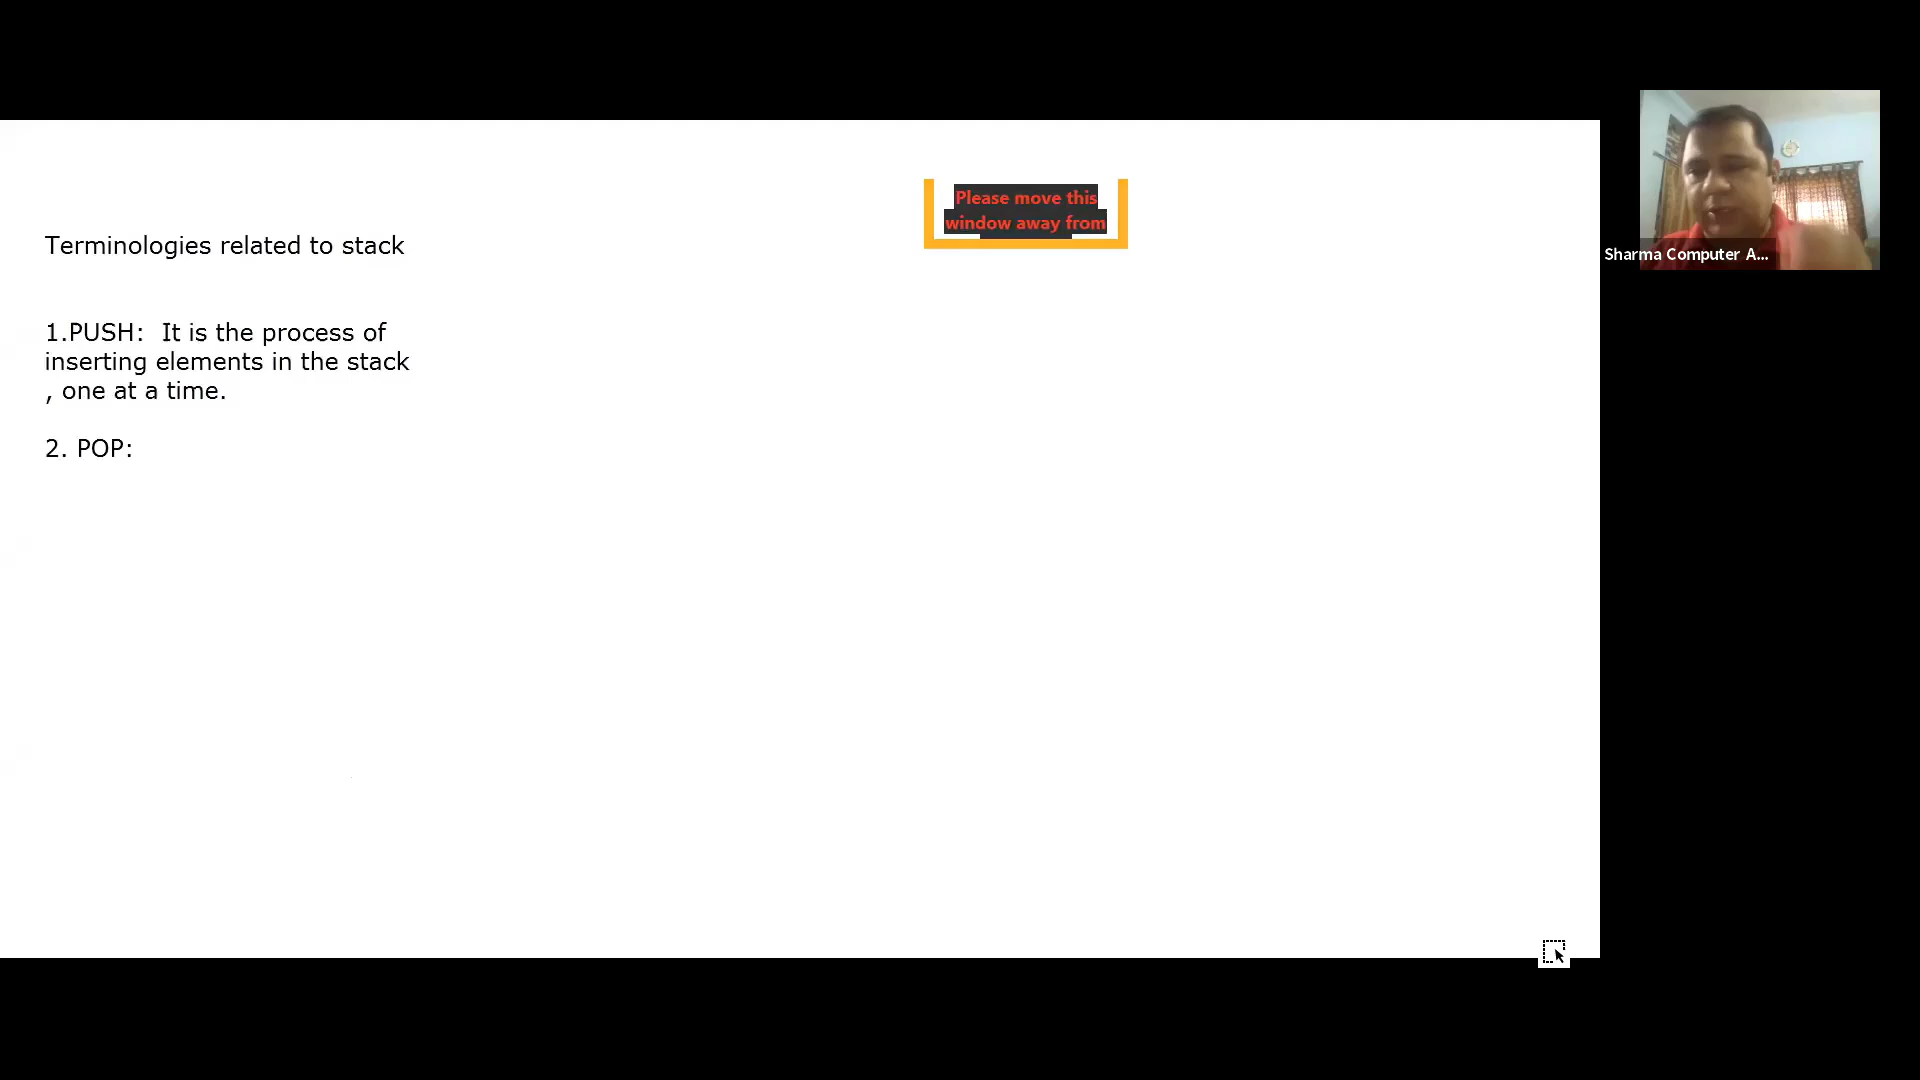 Please move this
window away from
Terminologies related to stack
Sharma Computer A...
1.PUSH:  It is the process of
inserting elements in the stack
, one at a time.
2. POP: